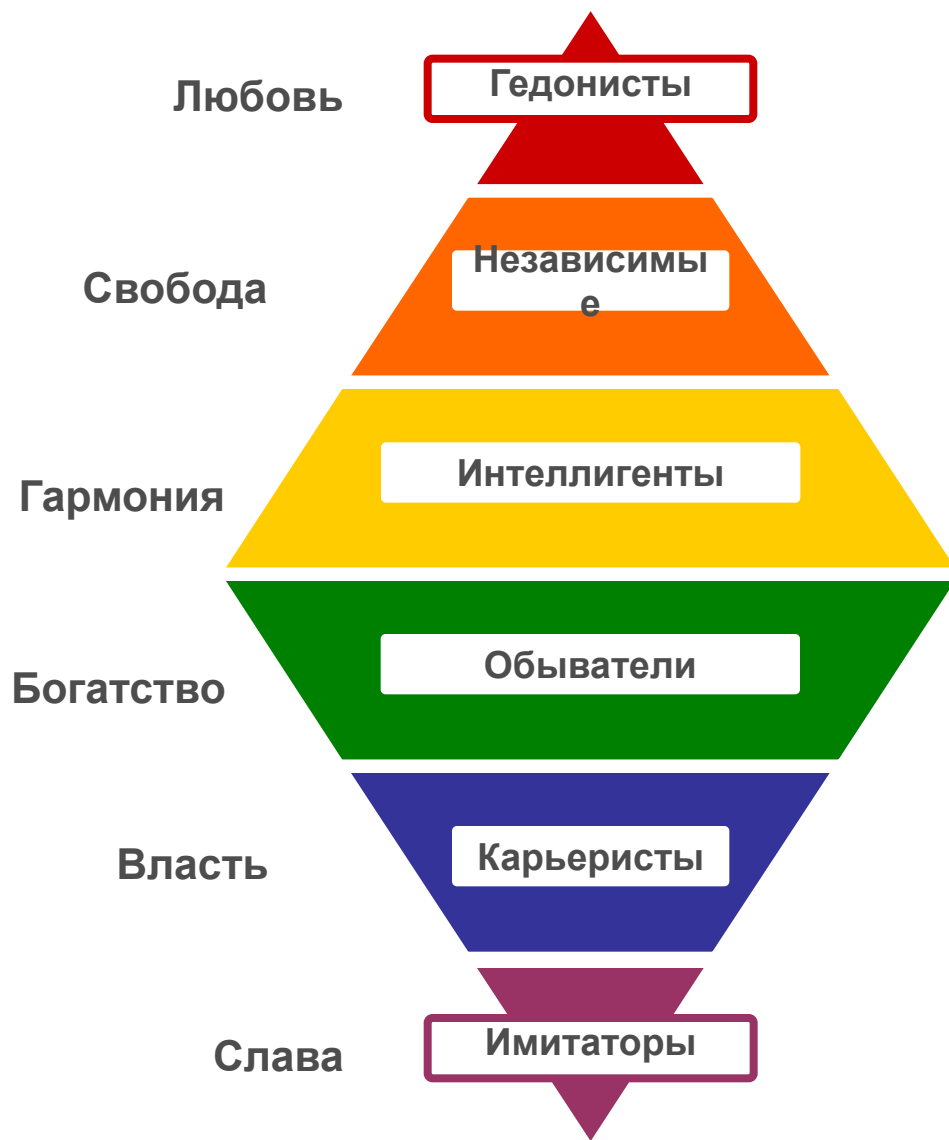 Любовь
Гедонисты
Свобода
Независимы
е
Гармония
Интеллигенты
Богатство
Обыватели
Власть
Карьеристы
Слава
Имитаторы